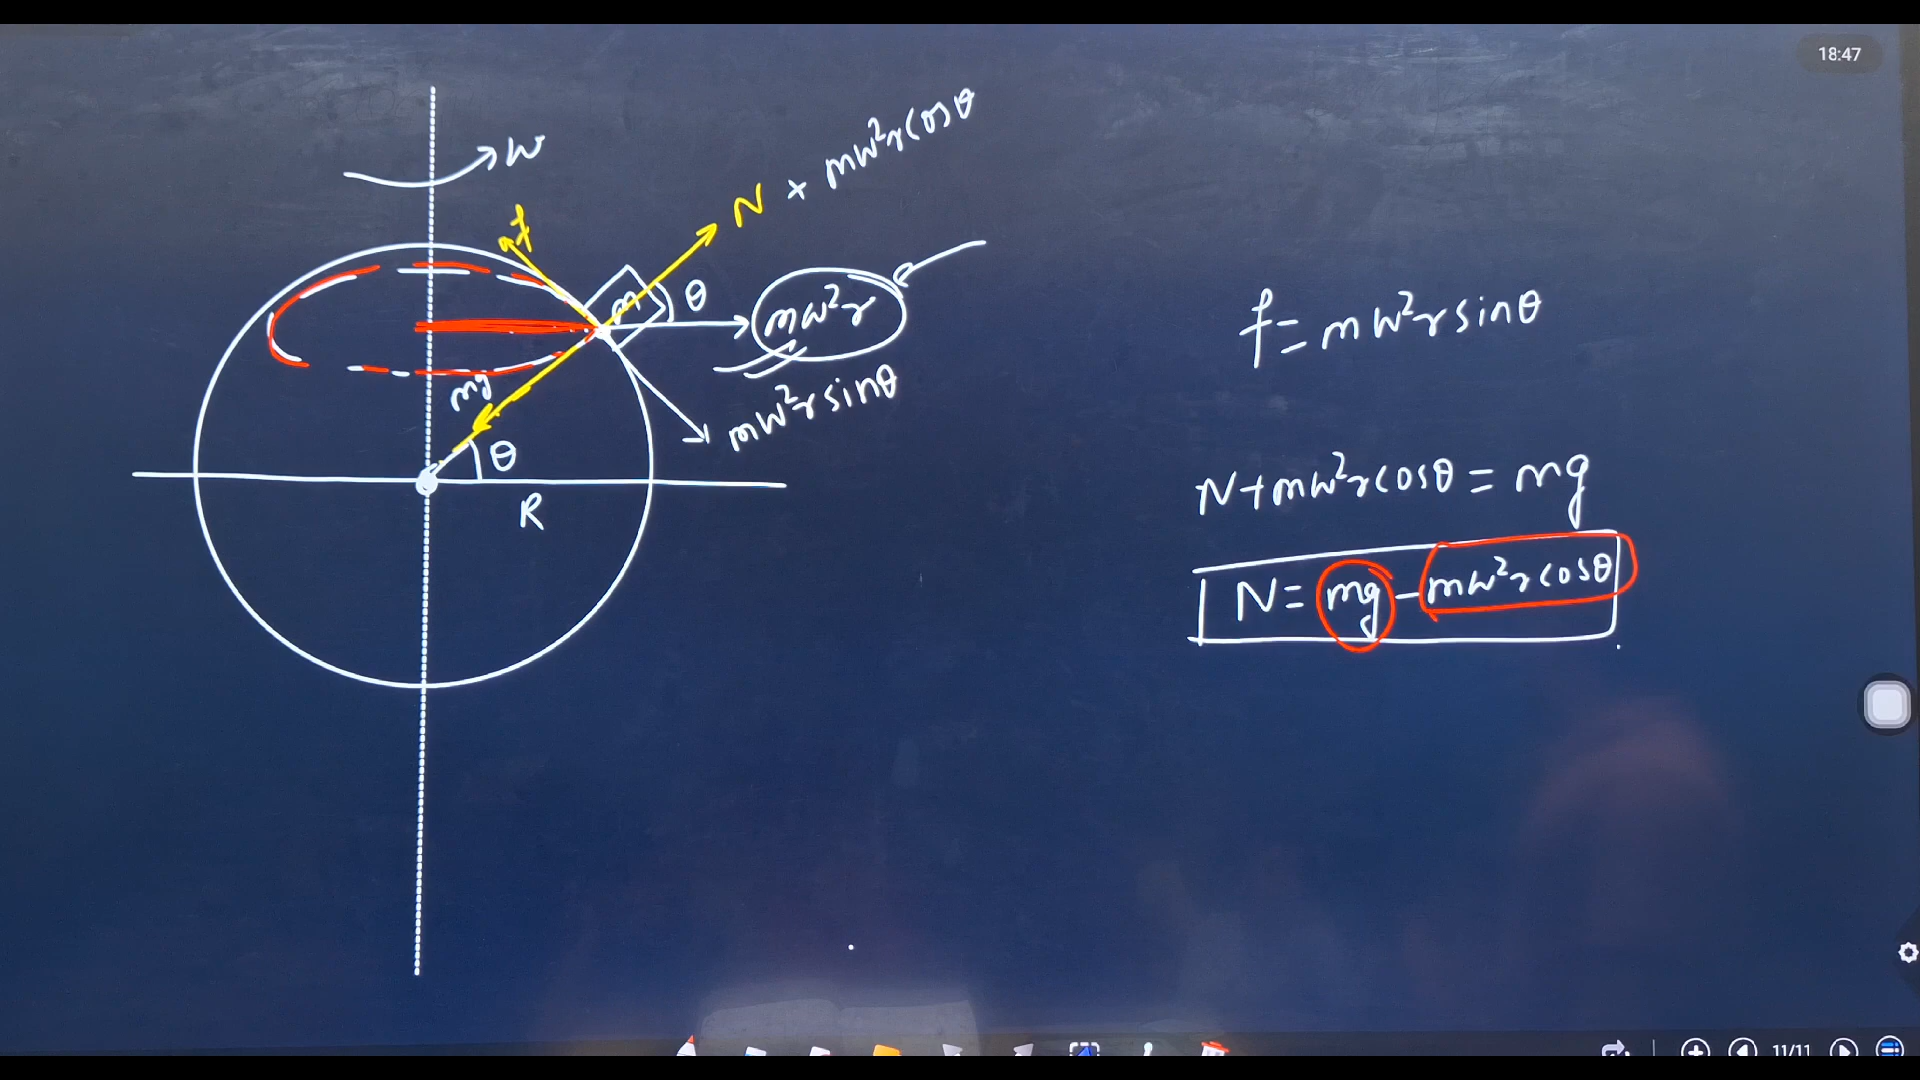 18:47
ω
f
N + mω²r cosθ
m
θ
mω²r
mg
mω²r sinθ
θ
R
f = mω²r sinθ
N + mω²r cosθ = mg
N = mg - mω²r cosθ
11/11